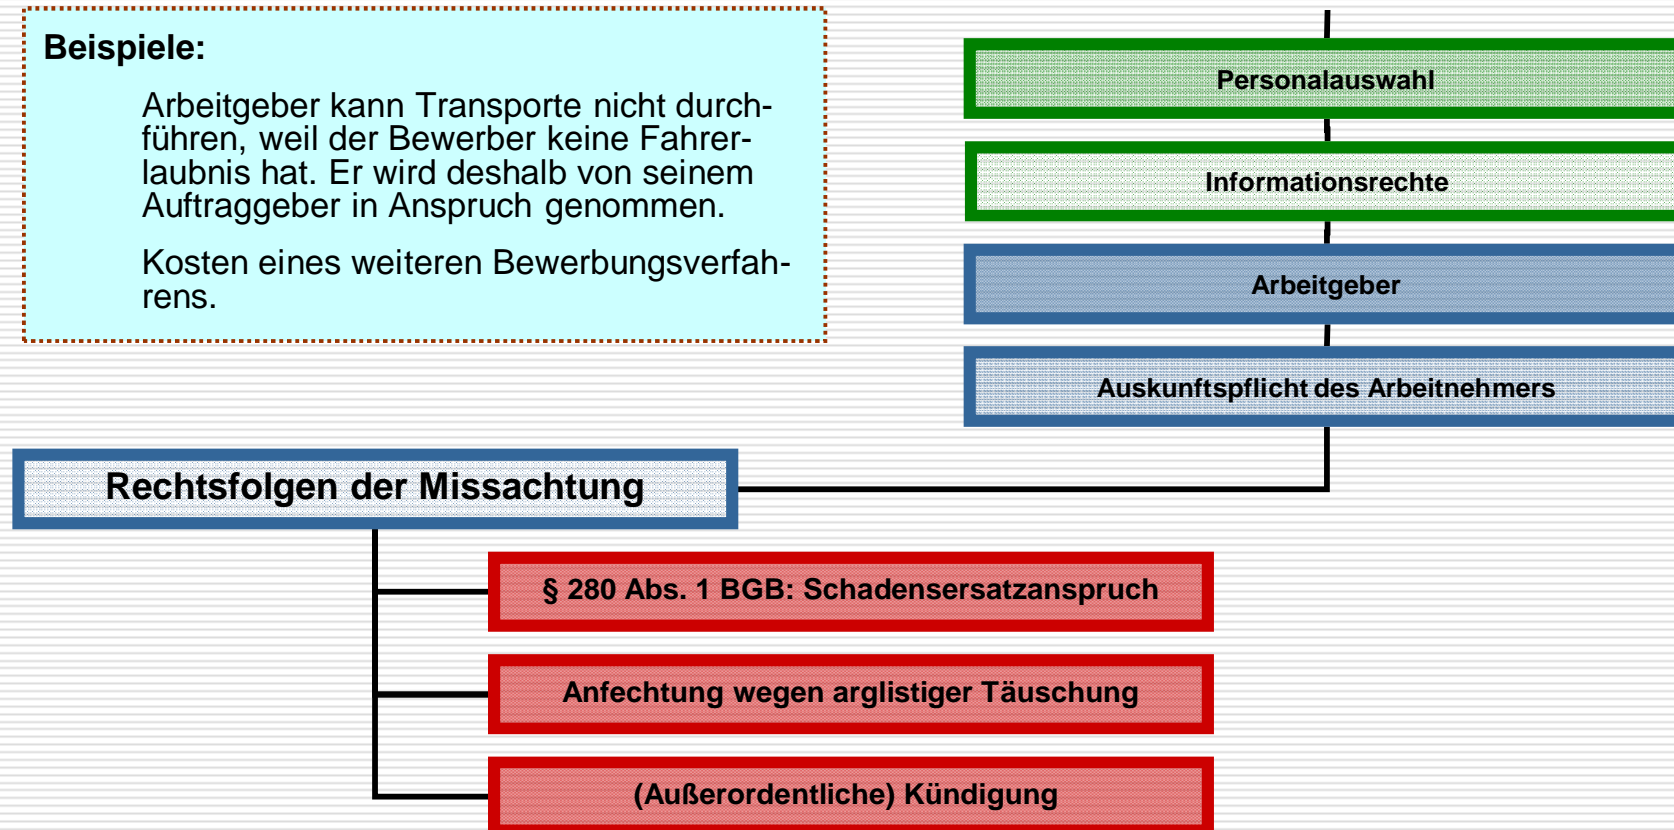 Beispiele:
Arbeitgeber kann Transporte nicht durch-
führen, weil der Bewerber keine Fahrer-
laubnis hat. Er wird deshalb von seinem
Auftraggeber in Anspruch genommen.
Kosten eines weiteren Bewerbungsverfah-
rens.
Personalauswahl
Informationsrechte
Arbeitgeber
Auskunftspflicht des Arbeitnehmers
Rechtsfolgen der Missachtung
§ 280 Abs. 1 BGB: Schadensersatzanspruch
Anfechtung wegen arglistiger Täuschung
(Außerordentliche) Kündigung